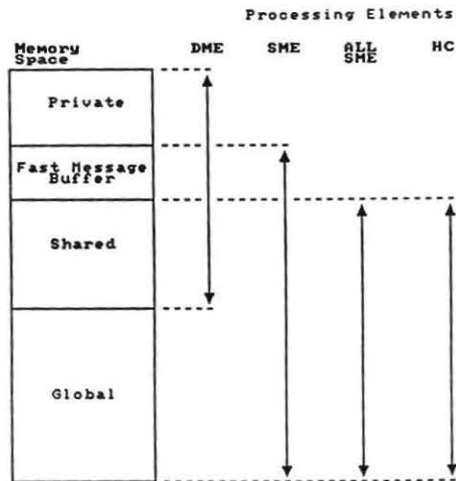 Processing Elements
Memory Space DME SME ALL SME HC
Private
Fast Message
Buffer
Shared
Global